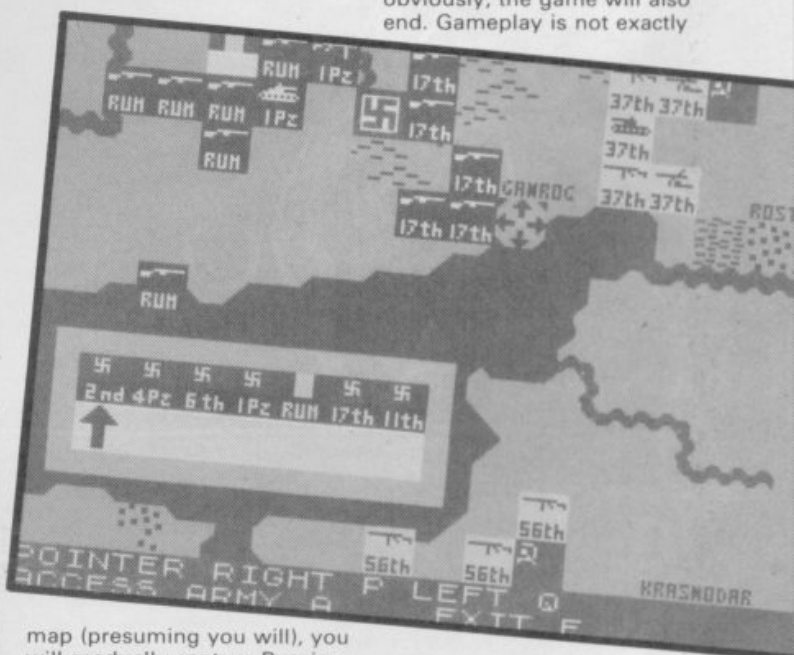 obviously, the game will also
end. Gameplay is not exactly
RUM 1Pz 17th 37th 37th
RUM RUM RUM 1Pz 17th 37th
RUM 17th 37th 37th
GANROG
17th 17th
ROST
RUM
2nd 4Pz 6th 1Pz RUM 17th 11th
56th
56th 56th
KRASNODAR
POINTER RIGHT P LEFT Q
ACCESS ARMY A EXIT E
map (presuming you will), you